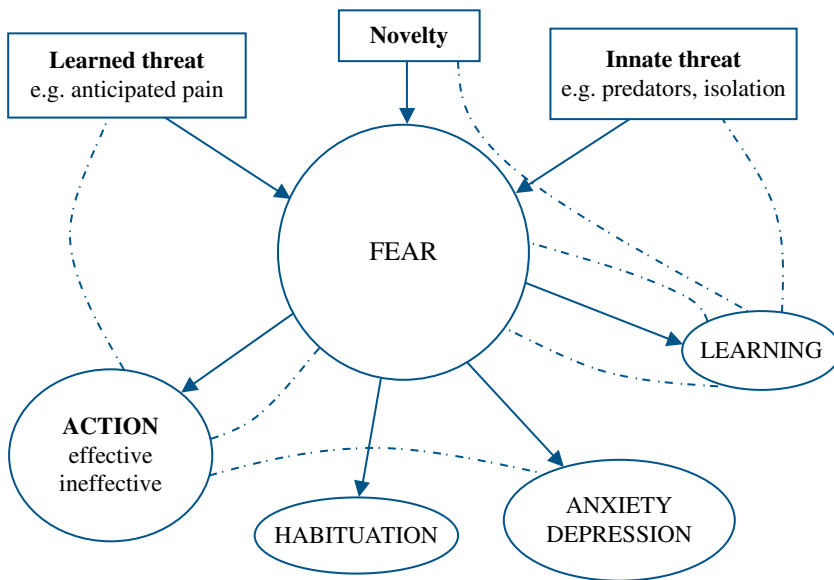 Learned threat
e.g. anticipated pain
Novelty
Innate threat
e.g. predators, isolation
FEAR
LEARNING
ACTION
effective
ineffective
HABITUATION
ANXIETY
DEPRESSION